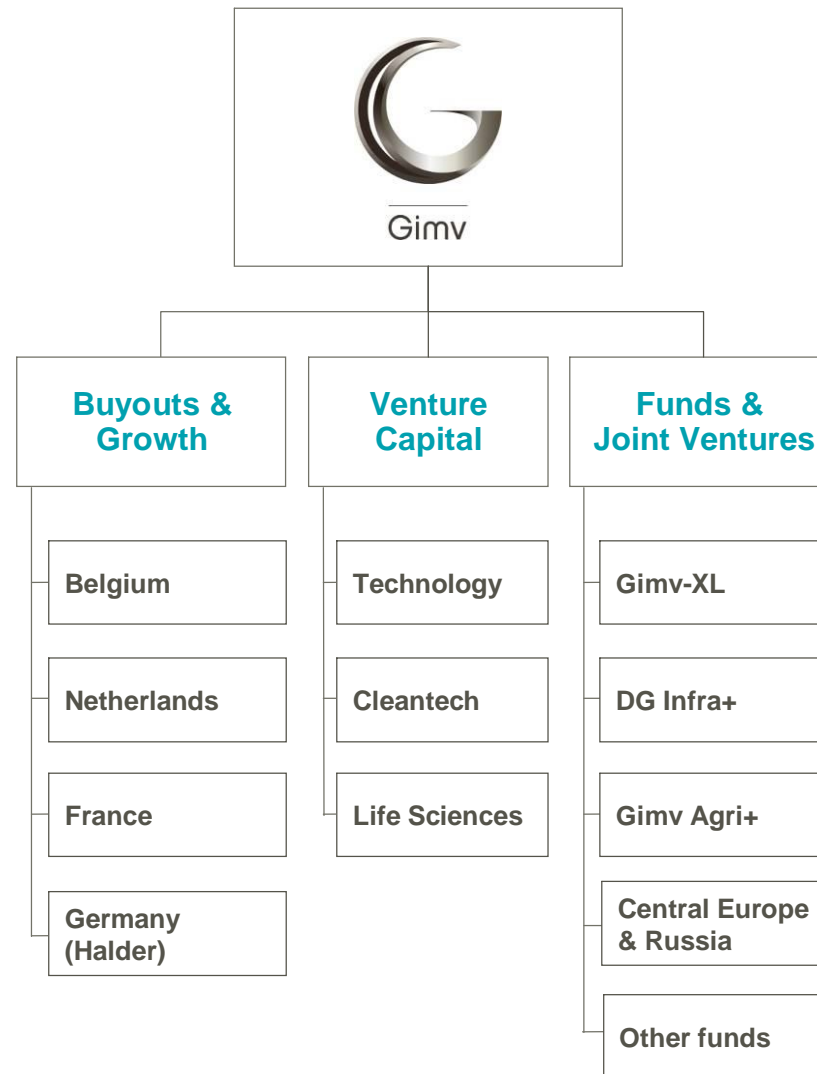 Gimv
Buyouts &
Growth
Belgium
Netherlands
France
Germany
(Halder)
Venture
Capital
Technology
Cleantech
Life Sciences
Funds &
Joint Ventures
Gimv-XL
DG Infra+
Gimv Agri+
Central Europe
& Russia
Other funds